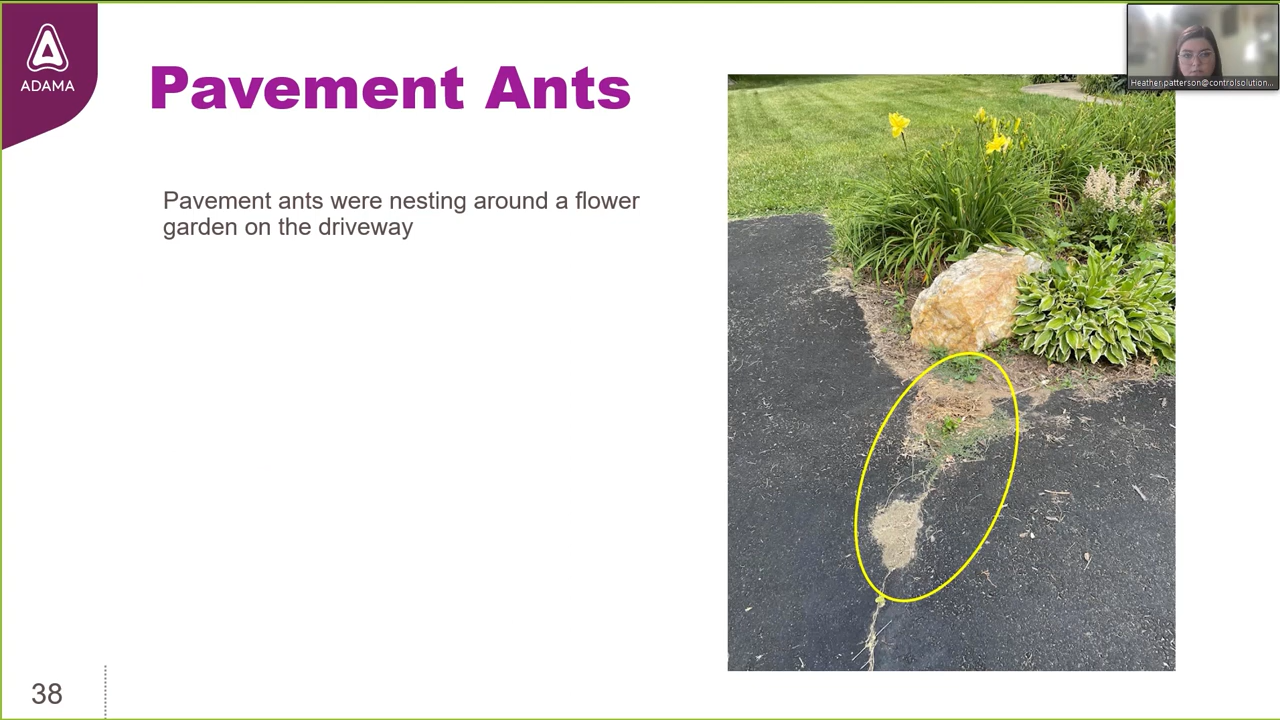 ADAMA
Pavement Ants
Heather.patterson@controlsolution...
Pavement ants were nesting around a flower
garden on the driveway
38